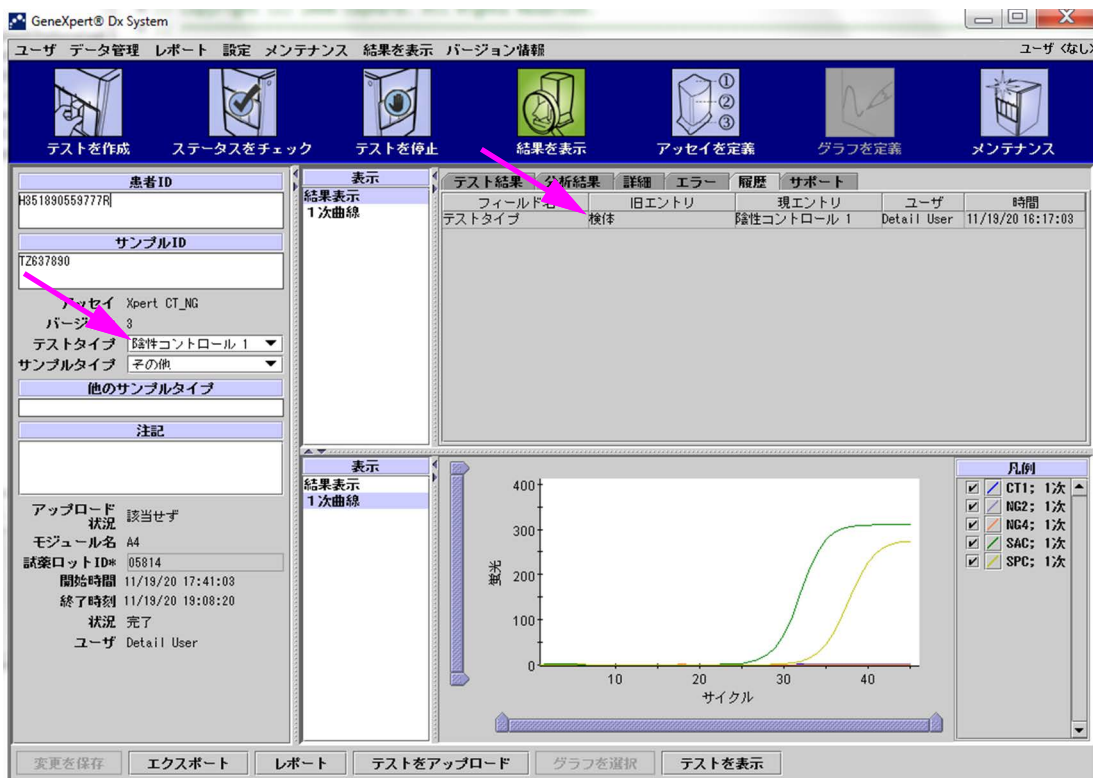 GeneXpert® Dx System
ユーザ データ管理 レポート 設定 メンテナンス 結果を表示 バージョン情報 ユーザ <なし>
テストを作成 ステータスをチェック テストを停止 結果を表示 アッセイを定義 グラフを定義 メンテナンス
患者ID
H351890559777R
サンプルID
TZ637890
アッセイ Xpert CT_NG
3
テストタイプ 陰性コントロール 1
サンプルタイプ その他
他のサンプルタイプ
注記
アップロード状況 該当せず
モジュール名 A4
試薬ロットID* 05814
開始時間 11/19/20 17:41:03
終了時刻 11/19/20 19:08:20
状況 完了
ユーザ Detail User
表示
結果表示
1次曲線
テスト結果 分析結果 詳細 エラー 履歴 サポート
フィールド名 旧エントリ 現エントリ ユーザ 時間
テストタイプ 検体 陰性コントロール 1 Detail User 11/19/20 16:17:03
表示
結果表示
1次曲線
蛍光
400
300
200
100
0
10 20 30 40
サイクル
凡例
CT1; 1次
NG2; 1次
NG4; 1次
SAC; 1次
SPC; 1次
変更を保存 エクスポート レポート テストをアップロード グラフを選択 テストを表示